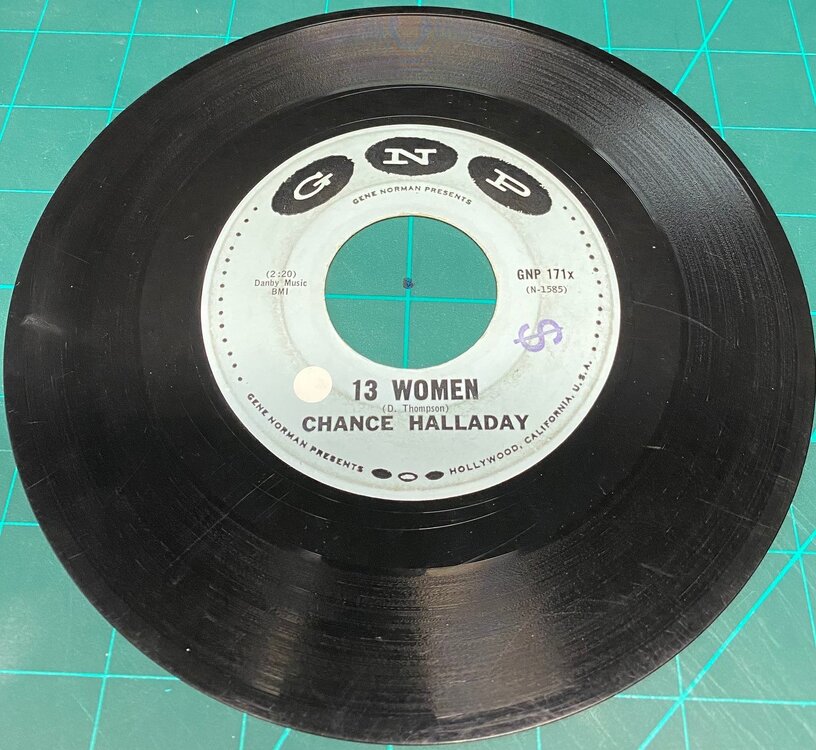 GNP
GENE NORMAN PRESENTS
(2:20)
Danby Music
BMI
GNP 171x
(N-1585)
$
13 WOMEN
(D. Thompson)
CHANCE HALLADAY
GENE NORMAN PRESENTS
HOLLYWOOD, CALIFORNIA, U.S.A.